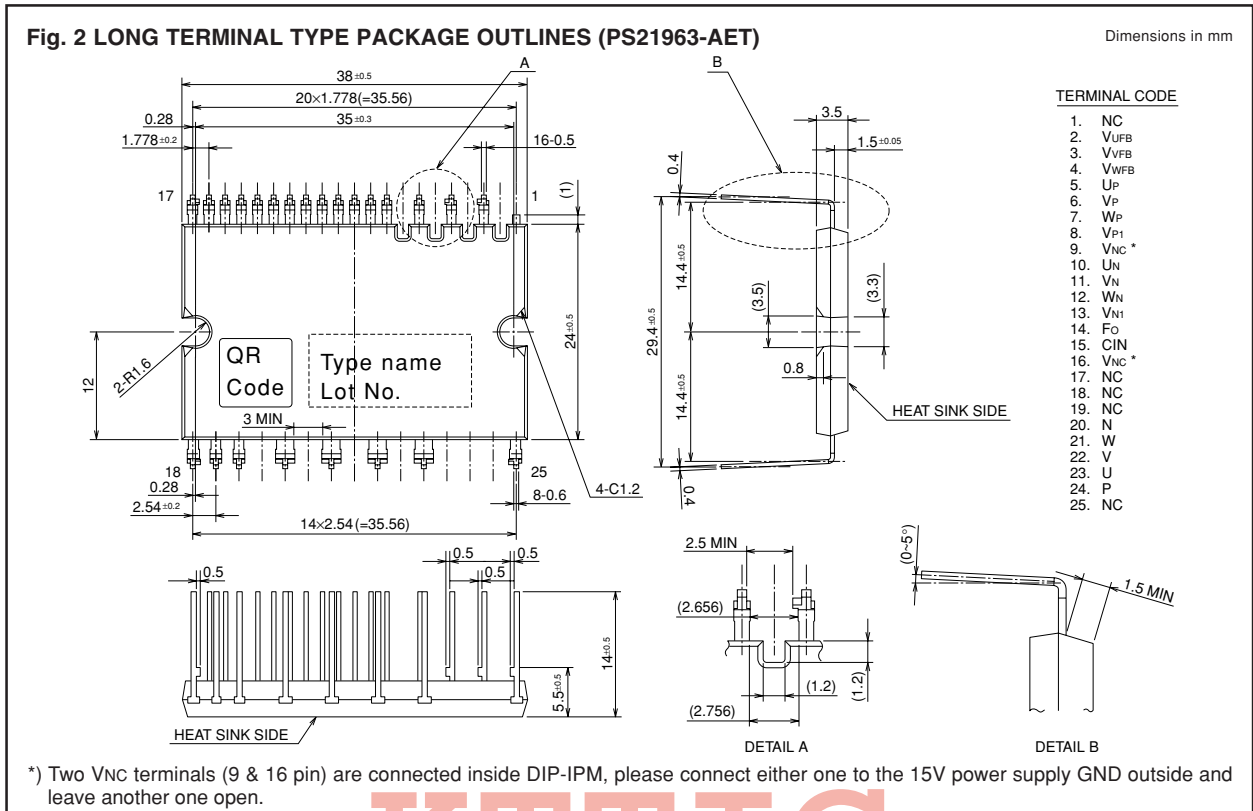 Fig. 2 LONG TERMINAL TYPE PACKAGE OUTLINES (PS21963-AET)
Dimensions in mm
A
B
38 ±0.5
20×1.778(=35.56)
35 ±0.3
0.28
1.778 ±0.2
16-0.5
17
1
(1)
24±0.5
12
2-R1.6
QR
Code
Type name
Lot No.
3 MIN
18
25
0.28
2.54 ±0.2
8-0.6
4-C1.2
14×2.54(=35.56)
3.5
1.5±0.05
0.4
14.4±0.5
29.4±0.5
(3.5)
(3.3)
0.8
14.4±0.5
HEAT SINK SIDE
0.4
TERMINAL CODE
1. NC
2. VUFB
3. VVFB
4. VWFB
5. UP
6. VP
7. WP
8. VP1
9. VNC *
10. UN
11. VN
12. WN
13. VN1
14. FO
15. CIN
16. VNC *
17. NC
18. NC
19. NC
20. N
21. W
22. V
23. U
24. P
25. NC
0.5
0.5
0.5
0.5
14±0.5
5.5±0.5
HEAT SINK SIDE
2.5 MIN
(2.656)
(1.2)
(1.2)
(2.756)
DETAIL A
(0~5°)
1.5 MIN
DETAIL B
*) Two VNC terminals (9 & 16 pin) are connected inside DIP-IPM, please connect either one to the 15V power supply GND outside and
leave another one open.